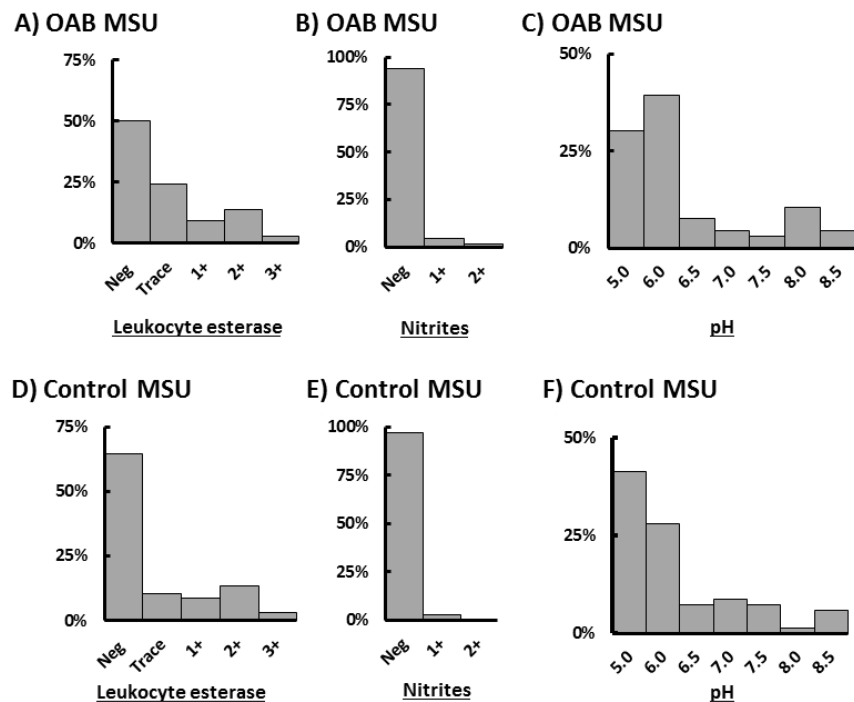 A) OAB MSU
75%
50%
25%
0%
Neg Trace 1+ 2+ 3+
Leukocyte esterase
B) OAB MSU
100%
75%
50%
25%
0%
Neg 1+ 2+
Nitrites
C) OAB MSU
50%
25%
0%
5.0 6.0 6.5 7.0 7.5 8.0 8.5
pH
D) Control MSU
75%
50%
25%
0%
Neg Trace 1+ 2+ 3+
Leukocyte esterase
E) Control MSU
100%
75%
50%
25%
0%
Neg 1+ 2+
Nitrites
F) Control MSU
50%
25%
0%
5.0 6.0 6.5 7.0 7.5 8.0 8.5
pH